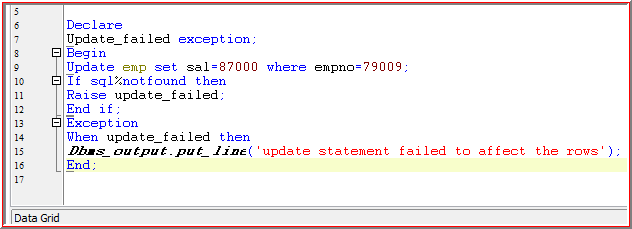 5
6 Declare
7 Update_failed exception;
8 Begin
9 Update emp set sal=87000 where empno=79009;
10 If sql%notfound then
11 Raise update_failed;
12 End if;
13 Exception
14 When update_failed then
15 Dbms_output.put_line('update statement failed to affect the rows');
16 End;
17
Data Grid